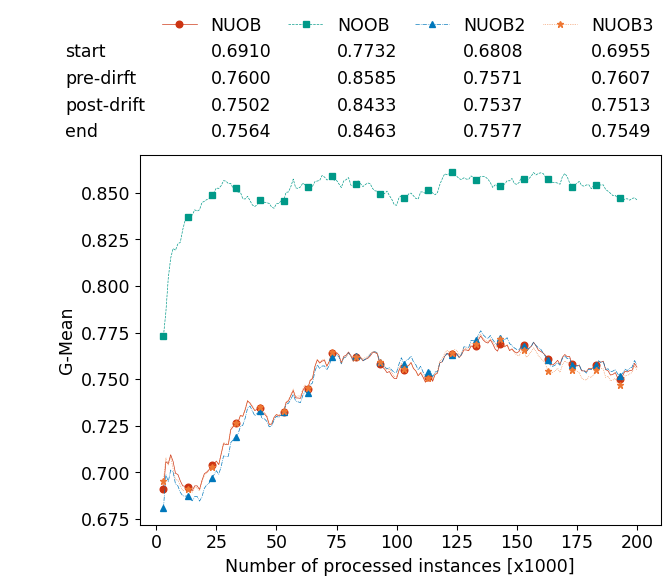 NUOB NOOB NUOB2 NUOB3
start 0.6910 0.7732 0.6808 0.6955
pre-dirft 0.7600 0.8585 0.7571 0.7607
post-drift 0.7502 0.8433 0.7537 0.7513
end 0.7564 0.8463 0.7577 0.7549
0.850
0.825
0.800
0.775
0.750
0.725
0.700
0.675
G-Mean
0 25 50 75 100 125 150 175 200
Number of processed instances [x1000]